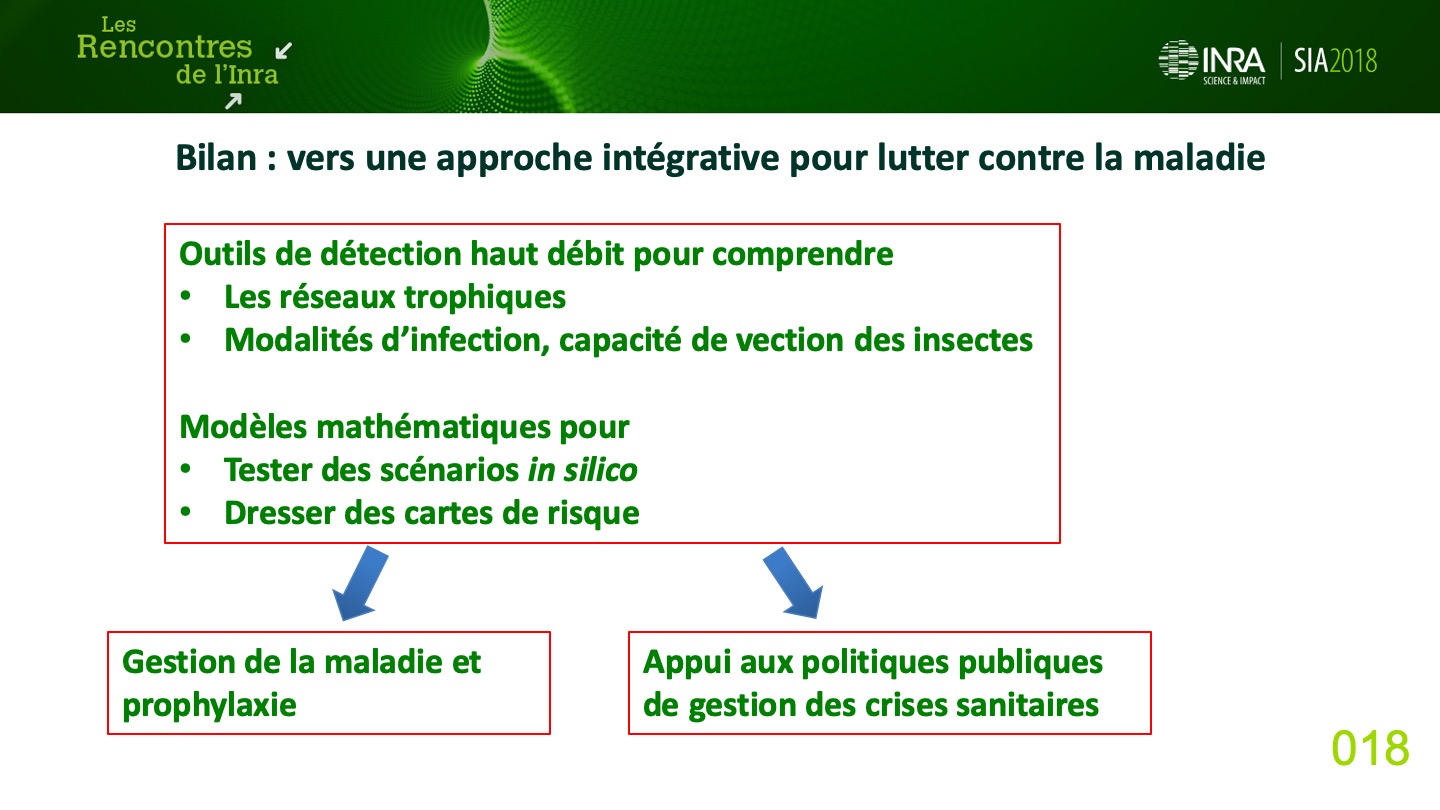 Les
Rencontres
de l'Inra
INRA
SCIENCE & IMPACT
SIA2018
Bilan : vers une approche intégrative pour lutter contre la maladie
Outils de détection haut débit pour comprendre
• Les réseaux trophiques
• Modalités d’infection, capacité de vection des insectes
Modèles mathématiques pour
• Tester des scénarios in silico
• Dresser des cartes de risque
Gestion de la maladie et
prophylaxie
Appui aux politiques publiques
de gestion des crises sanitaires
018